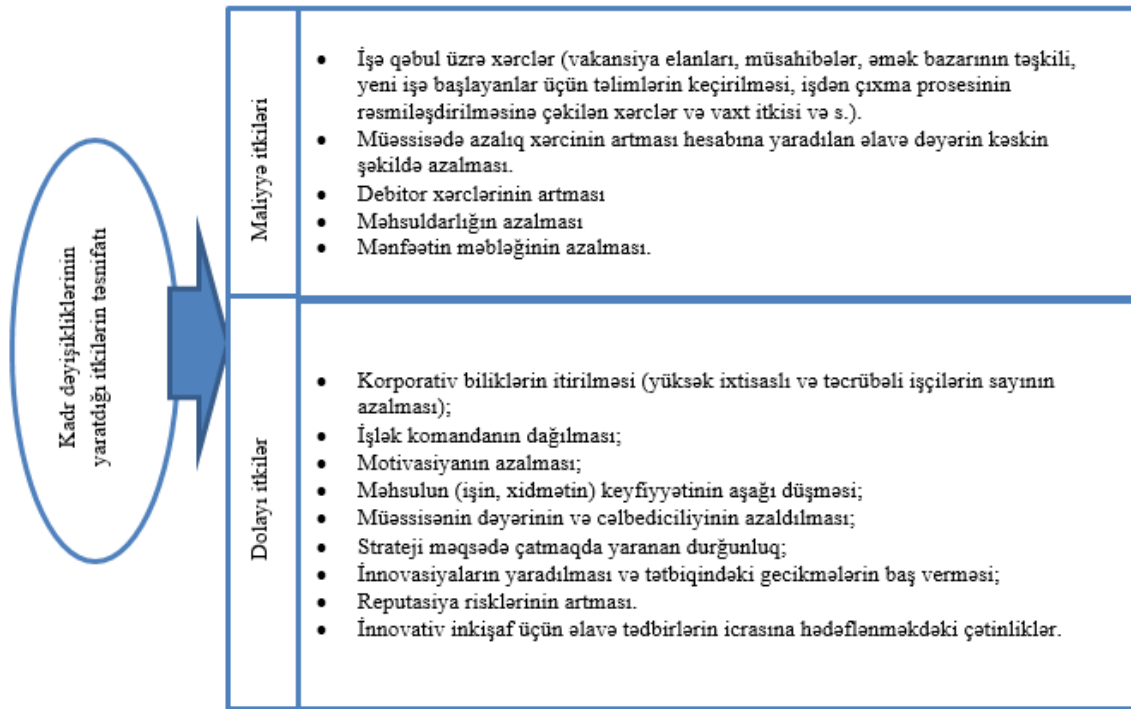 Kadr dəyişikliklərinin
yaratdığı itkilərin təsnifatı
Maliyyə itkiləri
• İşə qəbul üzrə xərclər (vakansiya elanları, müsahibələr, əmək bazarının təşkili,
yeni işə başlayanlar üçün təlimlərin keçirilməsi, işdən çıxma prosesinin
rəsmiləşdirilməsinə çəkilən xərclər və vaxt itkisi və s.).
• Müəssisədə azalıq xərcinin artması hesabına yaradılan əlavə dəyərin kəskin
şəkildə azalması.
• Debitor xərclərinin artması
• Məhsuldarlığın azalması
• Mənfəətin məbləğinin azalması.
Dolayı itkilər
• Korporativ biliklərin itirilməsi (yüksək ixtisaslı və təcrübəli işçilərin sayının
azalması);
• İşlək komandanın dağılması;
• Motivasiyanın azalması;
• Məhsulun (işin, xidmətin) keyfiyyətinin aşağı düşməsi;
• Müəssisənin dəyərinin və cəlbediciliyinin azaldılması;
• Strateji məqsədə çatmaqda yaranan durğunluq;
• İnnovasiyaların yaradılması və tətbiqindəki gecikmələrin baş verməsi;
• Reputasiya risklərinin artması.
• İnnovativ inkişaf üçün əlavə tədbirlərin icrasına hədəflənməkdəki çətinliklər.